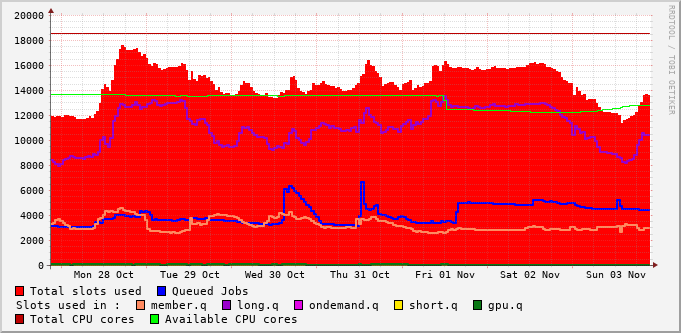 RRDTOOL / TOBI OETIKER
20000
18000
16000
14000
12000
10000
8000
6000
4000
2000
0
Mon 28 Oct Tue 29 Oct Wed 30 Oct Thu 31 Oct Fri 01 Nov Sat 02 Nov Sun 03 Nov
Total slots used Queued Jobs
Slots used in : member.q long.q ondemand.q short.q gpu.q
Total CPU cores Available CPU cores